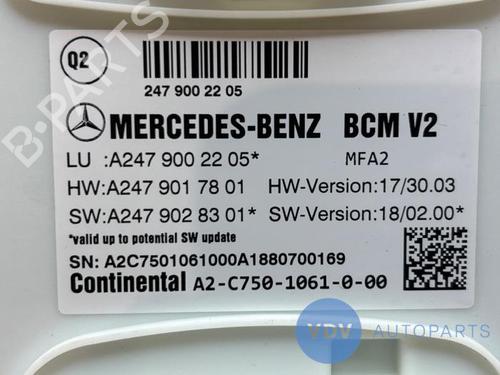 Q2
247 900 22 05
MERCEDES-BENZ BCM V2
LU :A247 900 22 05* MFA2
HW:A247 901 78 01 HW-Version:17/30.03
SW:A247 902 83 01* SW-Version:18/02.00*
*valid up to potential SW update
SN: A2C7501061000A1880700169
Continental A2-C750-1061-0-00
VDV AUTOPARTS
B-PARTS